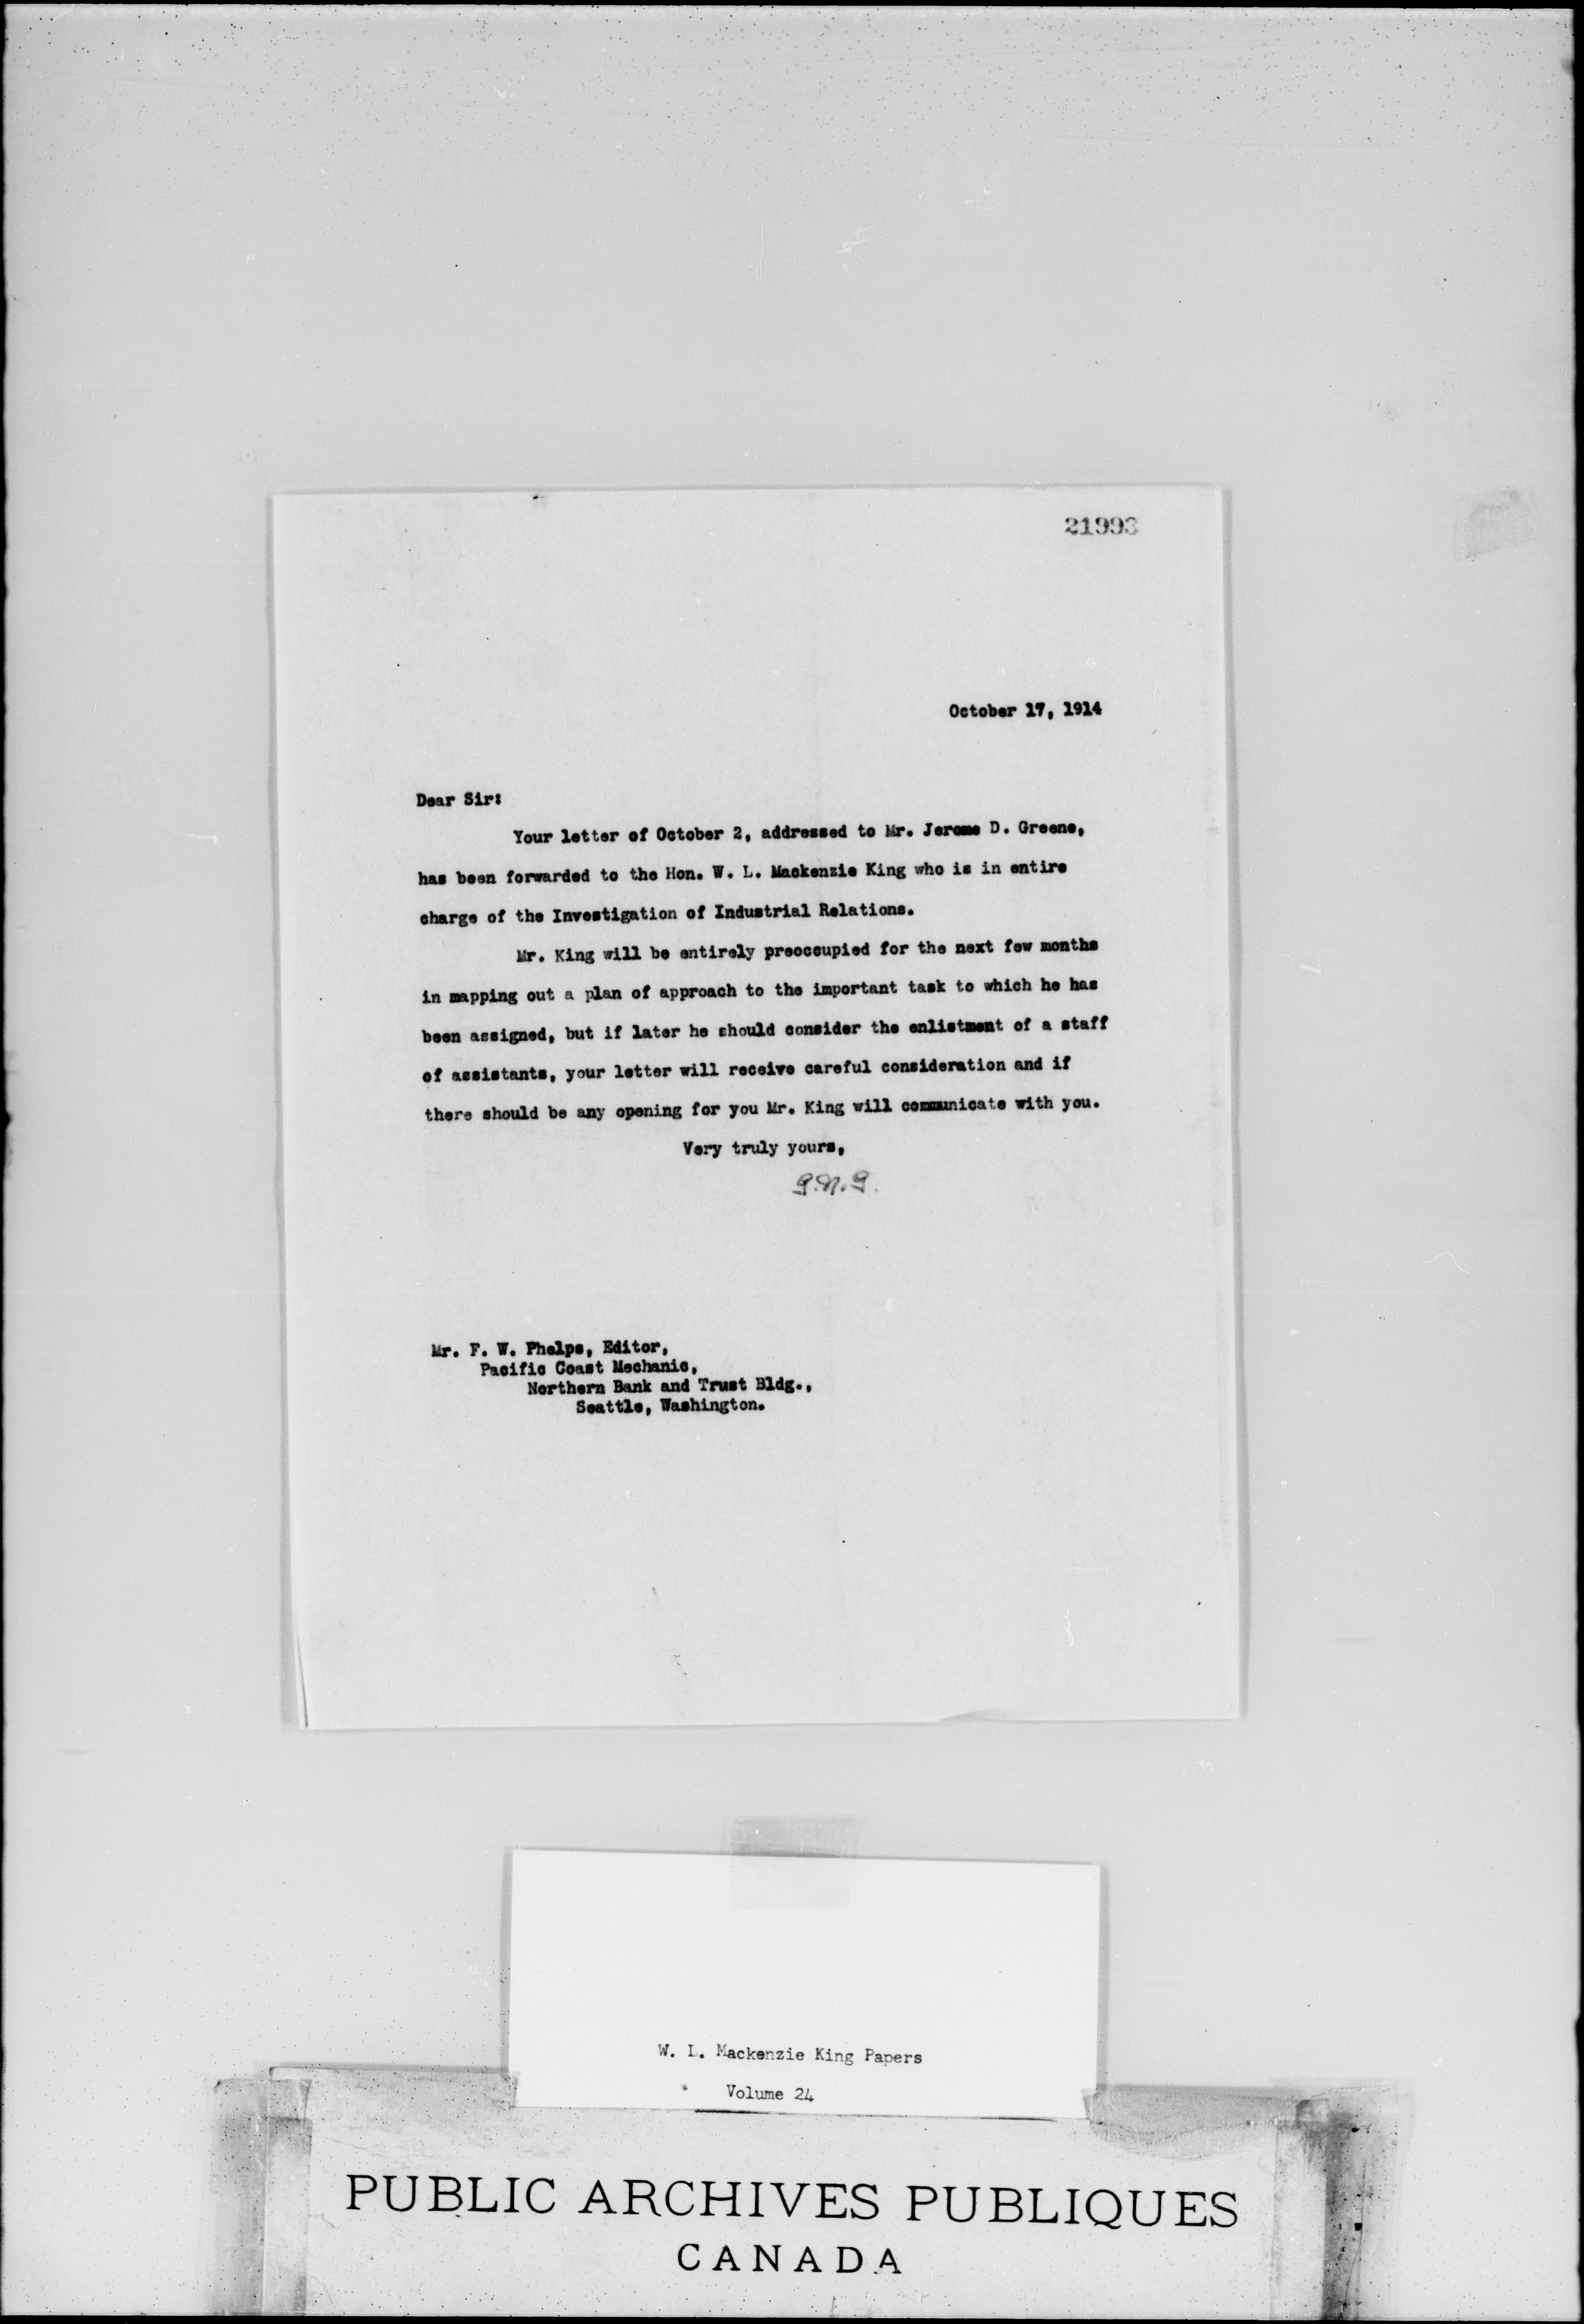 21993
October 17, 1914
Dear Sir:
Your letter of October 2, addressed to Mr. Jerome D. Greene,
has been forwarded to the Hon. W. L. Mackenzie King who is in entire
charge of the Investigation of Industrial Relations.
Mr. King will be entirely preoccupied for the next few months
in mapping out a plan of approach to the important task to which he has
been assigned, but if later he should consider the enlistment of a staff
of assistants, your letter will receive careful consideration and if
there should be any opening for you Mr. King will communicate with you.
Very truly yours,
Mr. F. W. Phelps, Editor,
Pacific Coast Mechanic,
Northern Bank and Trust Bldg.,
Seattle, Washington.
W. L. Mackenzie King Papers
Volume 24
PUBLIC ARCHIVES PUBLIQUES
CANADA